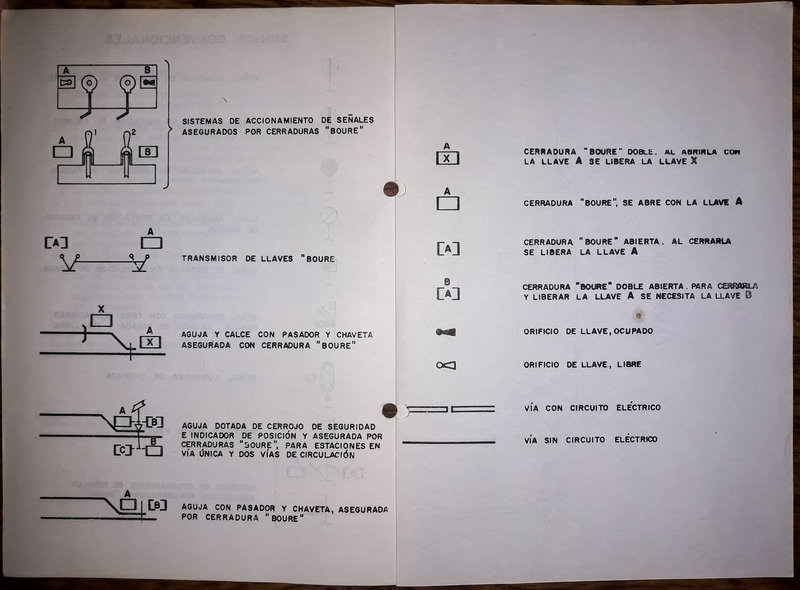 A B
SISTEMAS DE ACCIONAMIENTO DE SEÑALES
ASEGURADOS POR CERRADURAS "BOURE"
1 2
A B
[A] A
TRANSMISOR DE LLAVES "BOURE
X
A
X
AGUJA Y CALCE CON PASADOR Y CHAVETA
ASEGURADA CON CERRADURA "BOURE"
A [B]
[C] B
AGUJA DOTADA DE CERROJO DE SEGURIDAD
E INDICADOR DE POSICIÓN Y ASEGURADA POR
CERRADURAS "BOURE", PARA ESTACIONES EN
VÍA ÚNICA Y DOS VÍAS DE CIRCULACIÓN
A [B]
AGUJA CON PASADOR Y CHAVETA, ASEGURADA
POR CERRADURA "BOURE"
A
X
CERRADURA "BOURE" DOBLE. AL ABRIRLA CON
LA LLAVE A SE LIBERA LA LLAVE X
A
CERRADURA "BOURE", SE ABRE CON LA LLAVE A
[A]
CERRADURA "BOURE" ABIERTA. AL CERRARLA
SE LIBERA LA LLAVE A
B
[A]
CERRADURA "BOURE" DOBLE ABIERTA. PARA CERRARLA
Y LIBERAR LA LLAVE A SE NECESITA LA LLAVE B
ORIFICIO DE LLAVE, OCUPADO
ORIFICIO DE LLAVE, LIBRE
VÍA CON CIRCUITO ELÉCTRICO
VÍA SIN CIRCUITO ELÉCTRICO